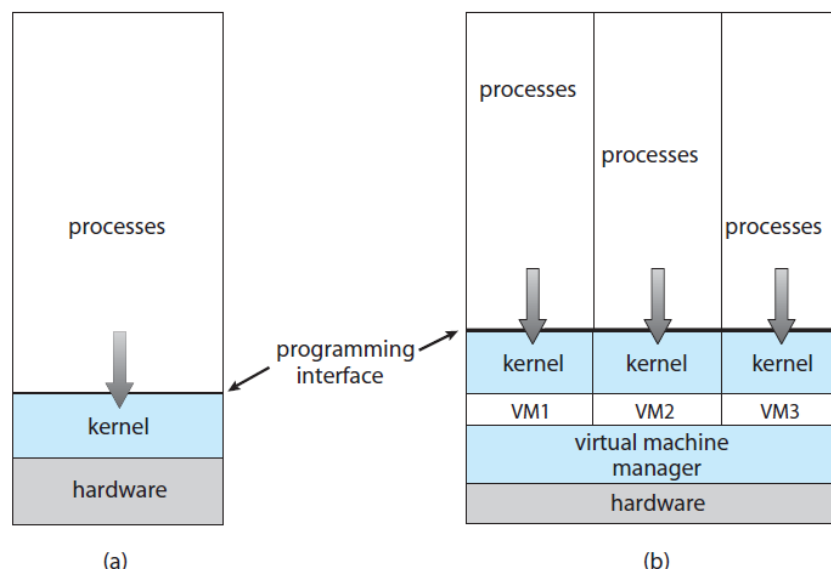 processes
kernel
hardware
(a)
programming
interface
processes
processes
processes
kernel
kernel
kernel
VM1
VM2
VM3
virtual machine
manager
hardware
(b)